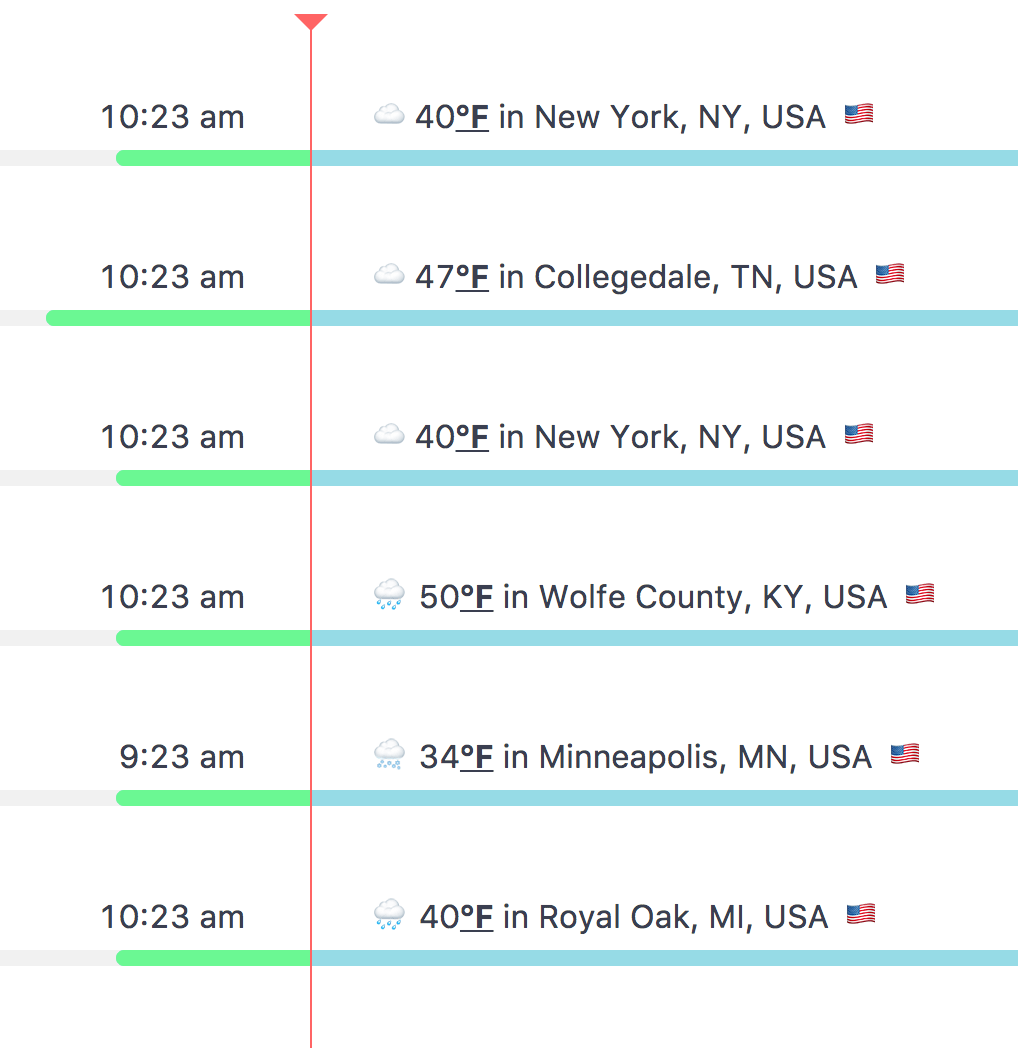 10:23 am ☁️ 40°F in New York, NY, USA 🇺🇸
10:23 am ☁️ 47°F in Collegedale, TN, USA 🇺🇸
10:23 am ☁️ 40°F in New York, NY, USA 🇺🇸
10:23 am 🌧️ 50°F in Wolfe County, KY, USA 🇺🇸
9:23 am 🌨️ 34°F in Minneapolis, MN, USA 🇺🇸
10:23 am 🌧️ 40°F in Royal Oak, MI, USA 🇺🇸